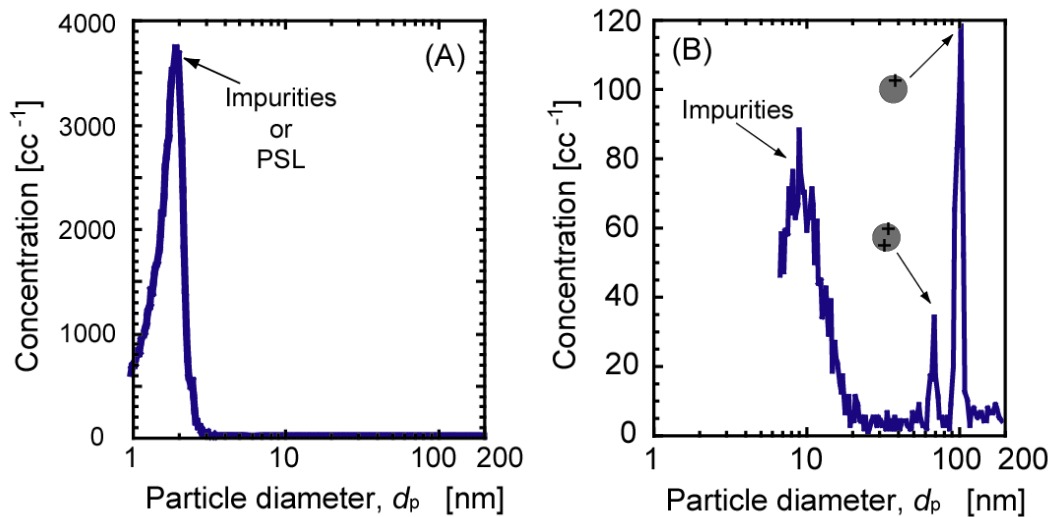 4000
3000
2000
1000
0
Concentration [cc⁻¹]
(A)
Impurities
or
PSL
1
10
100
200
Particle diameter, dₚ [nm]
120
100
80
60
40
20
0
Concentration [cc⁻¹]
(B)
Impurities
+
+
+
1
10
100
200
Particle diameter, dₚ [nm]